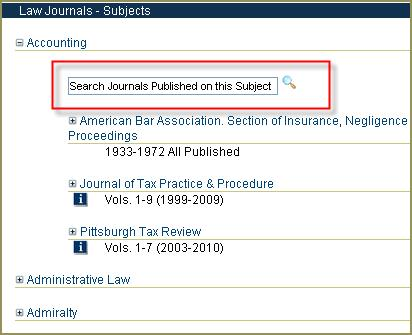 Law Journals - Subjects
Accounting
Search Journals Published on this Subject
American Bar Association. Section of Insurance, Negligence
Proceedings
1933-1972 All Published
Journal of Tax Practice & Procedure
i Vols. 1-9 (1999-2009)
Pittsburgh Tax Review
i Vols. 1-7 (2003-2010)
Administrative Law
Admiralty